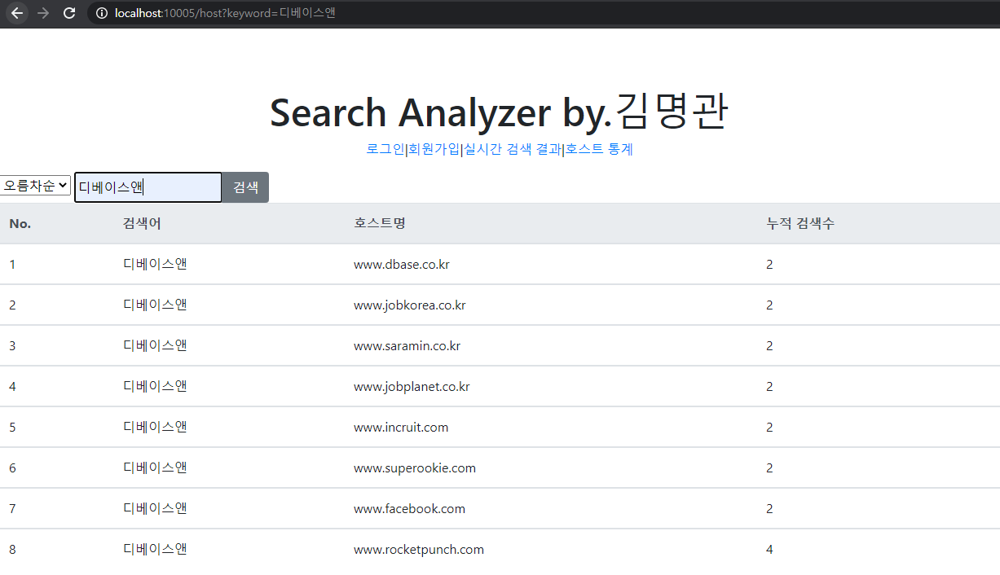 localhost:10005/host?keyword=디베이스앤
Search Analyzer by.김명관
로그인|회원가입|실시간 검색 결과|호스트 통계
오름차순 디베이스앤 검색
No. 검색어 호스트명 누적 검색수
1 디베이스앤 www.dbase.co.kr 2
2 디베이스앤 www.jobkorea.co.kr 2
3 디베이스앤 www.saramin.co.kr 2
4 디베이스앤 www.jobplanet.co.kr 2
5 디베이스앤 www.incruit.com 2
6 디베이스앤 www.superookie.com 2
7 디베이스앤 www.facebook.com 2
8 디베이스앤 www.rocketpunch.com 4